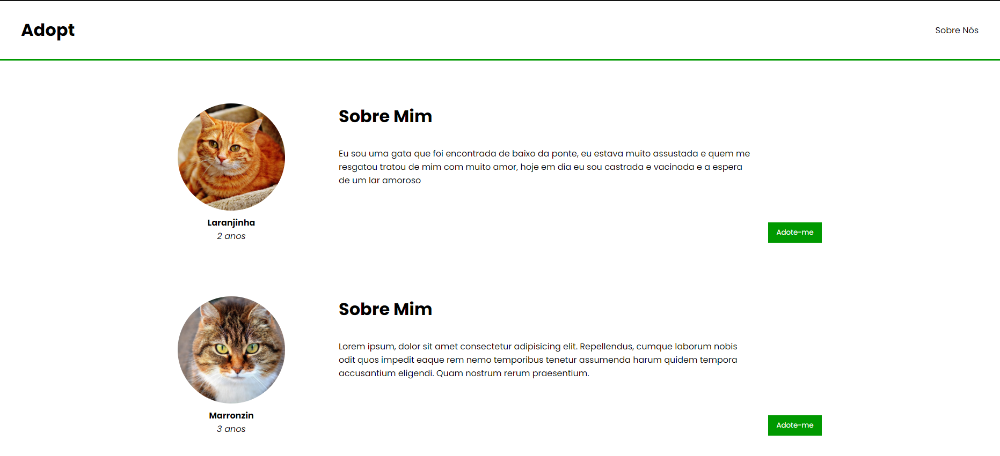 Adopt
Sobre Nós
Sobre Mim
Eu sou uma gata que foi encontrada de baixo da ponte, eu estava muito assustada e quem me
resgatou tratou de mim com muito amor, hoje em dia eu sou castrada e vacinada e a espera
de um lar amoroso
Laranjinha
2 anos
Adote-me
Sobre Mim
Lorem ipsum, dolor sit amet consectetur adipisicing elit. Repellendus, cumque laborum nobis
odit quos impedit eaque rem nemo temporibus tenetur assumenda harum quidem tempora
accusantium eligendi. Quam nostrum rerum praesentium.
Marronzin
3 anos
Adote-me